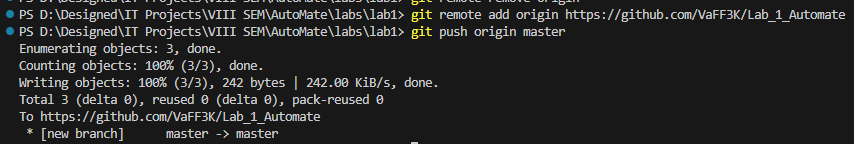 PS D:\Designed\IT Projects\VIII SEM\AutoMate\labs\lab1> git remote remove origin
PS D:\Designed\IT Projects\VIII SEM\AutoMate\labs\lab1> git remote add origin https://github.com/VaFF3K/Lab_1_Automate
PS D:\Designed\IT Projects\VIII SEM\AutoMate\labs\lab1> git push origin master
Enumerating objects: 3, done.
Counting objects: 100% (3/3), done.
Writing objects: 100% (3/3), 242 bytes | 242.00 KiB/s, done.
Total 3 (delta 0), reused 0 (delta 0), pack-reused 0
To https://github.com/VaFF3K/Lab_1_Automate
 * [new branch]      master -> master